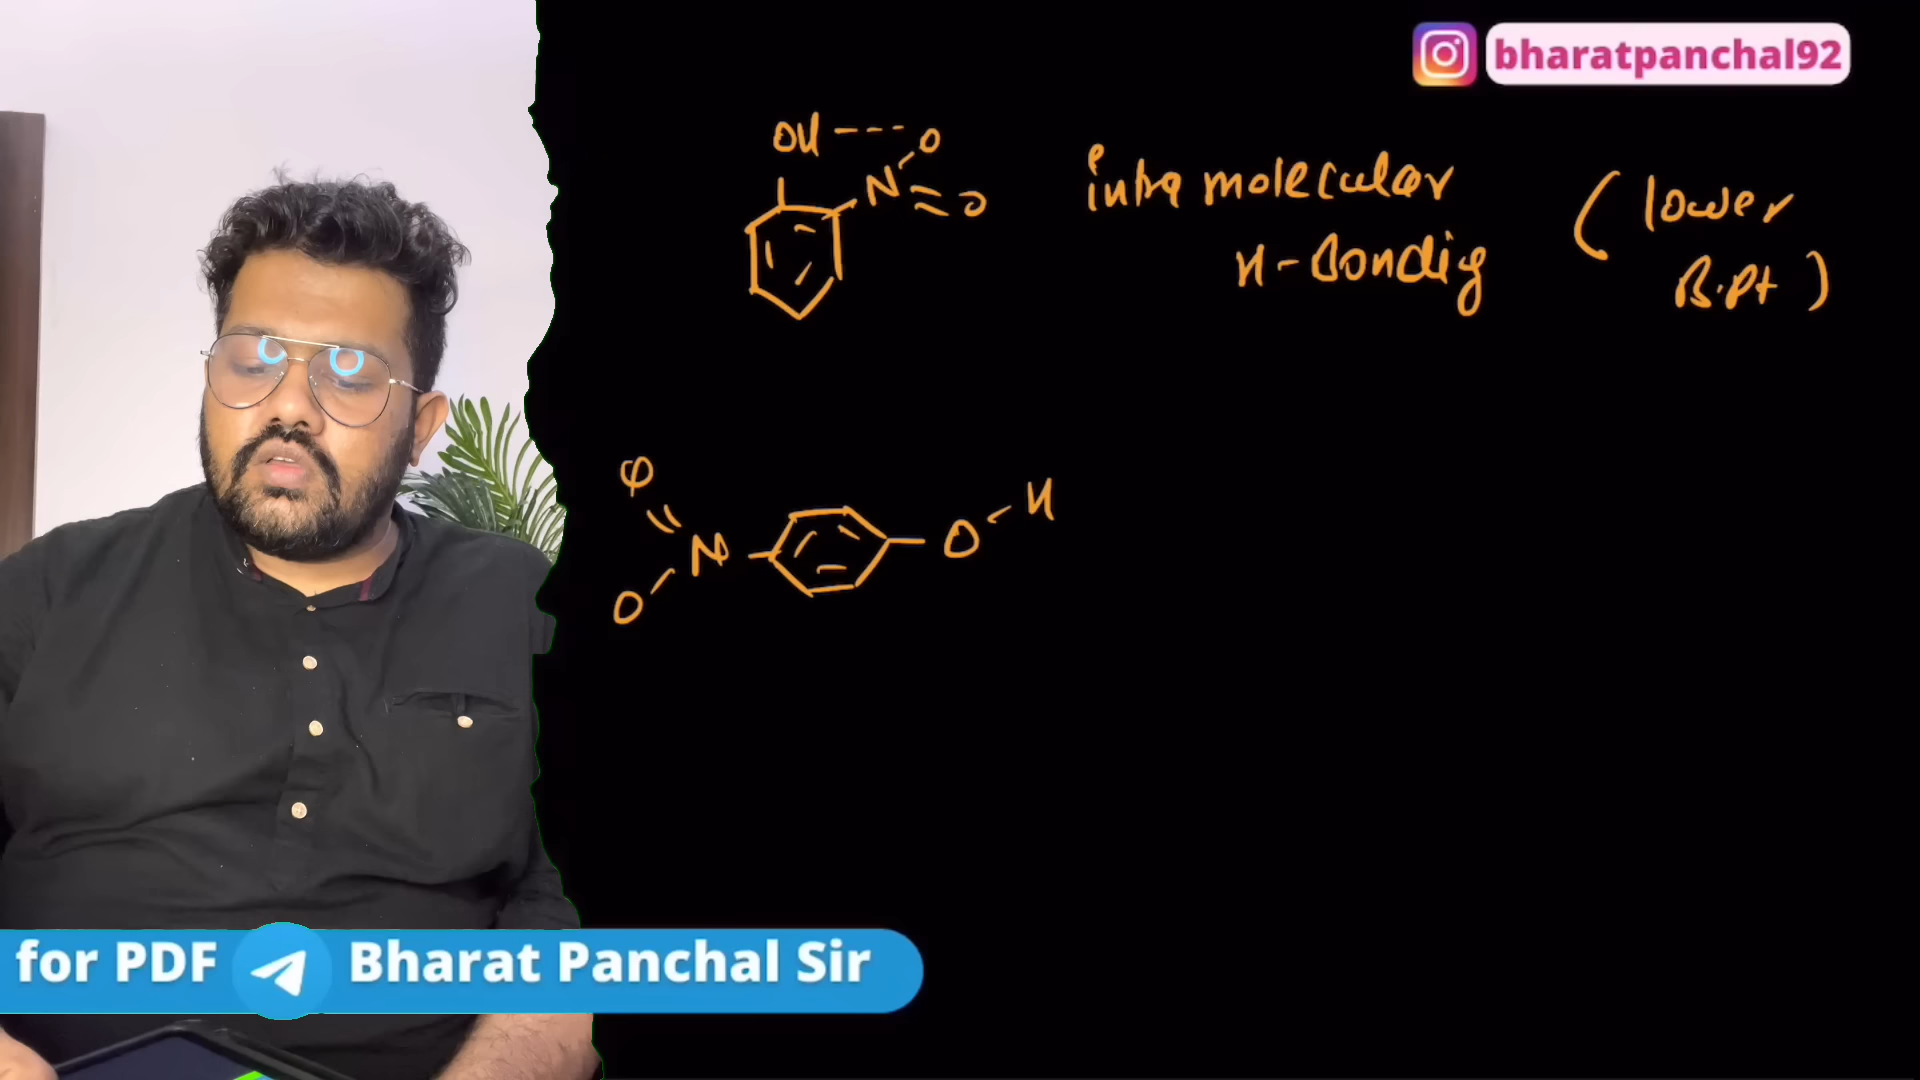 bharatpanchal92
OH --- O
N = O
intra molecular (lower
H-Bonding B.Pt)
O
N
O
O - H
for PDF Bharat Panchal Sir